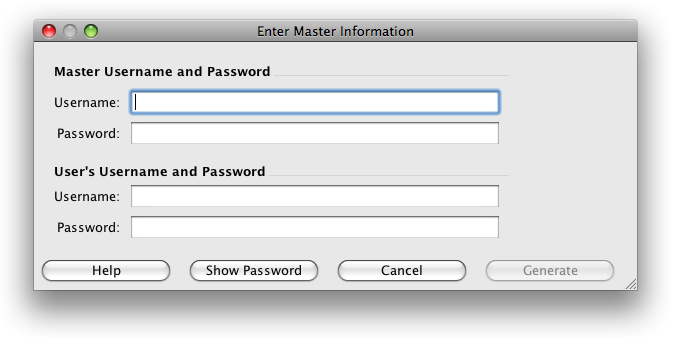 Enter Master Information
Master Username and Password
Username:
Password:
User's Username and Password
Username:
Password:
Help Show Password Cancel Generate